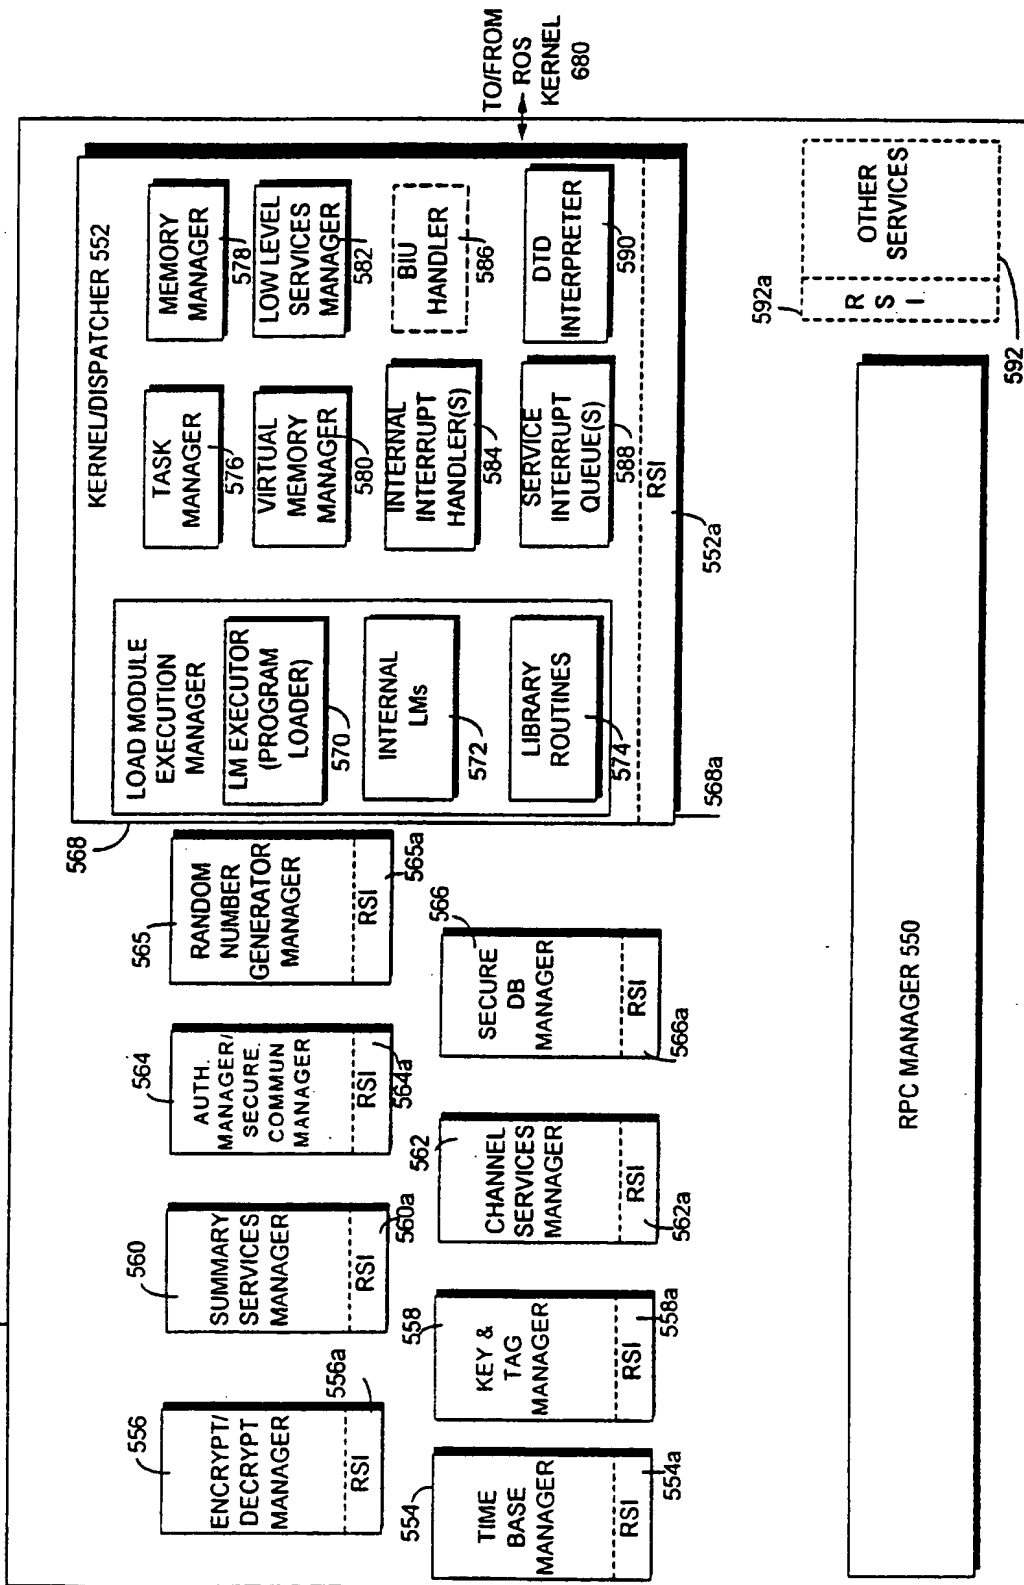 KERNEL/DISPATCHER 552
LOAD MODULE
EXECUTION
MANAGER
LM EXECUTOR
(PROGRAM
LOADER)
570
INTERNAL
LMs
572
LIBRARY
ROUTINES
574
568
568a
TASK
MANAGER
576
MEMORY
MANAGER
578
VIRTUAL
MEMORY
MANAGER
580
LOW LEVEL
SERVICES
MANAGER
582
INTERNAL
INTERRUPT
HANDLER(S)
584
BIU
HANDLER
586
SERVICE
INTERRUPT
QUEUE(S)
588
DTD
INTERPRETER
590
RSI
552a
TO/FROM
ROS
KERNEL
680
556
ENCRYPT/
DECRYPT
MANAGER
RSI
556a
560
SUMMARY
SERVICES
MANAGER
RSI
560a
564
AUTH.
MANAGER/
SECURE.
COMMUN
MANAGER
RSI
564a
565
RANDOM
NUMBER
GENERATOR
MANAGER
RSI
565a
554
TIME
BASE
MANAGER
RSI
554a
558
KEY &
TAG
MANAGER
RSI
558a
562
CHANNEL
SERVICES
MANAGER
RSI
562a
566
SECURE
DB
MANAGER
RSI
566a
RPC MANAGER 550
592a
R
S
I
OTHER
SERVICES
592